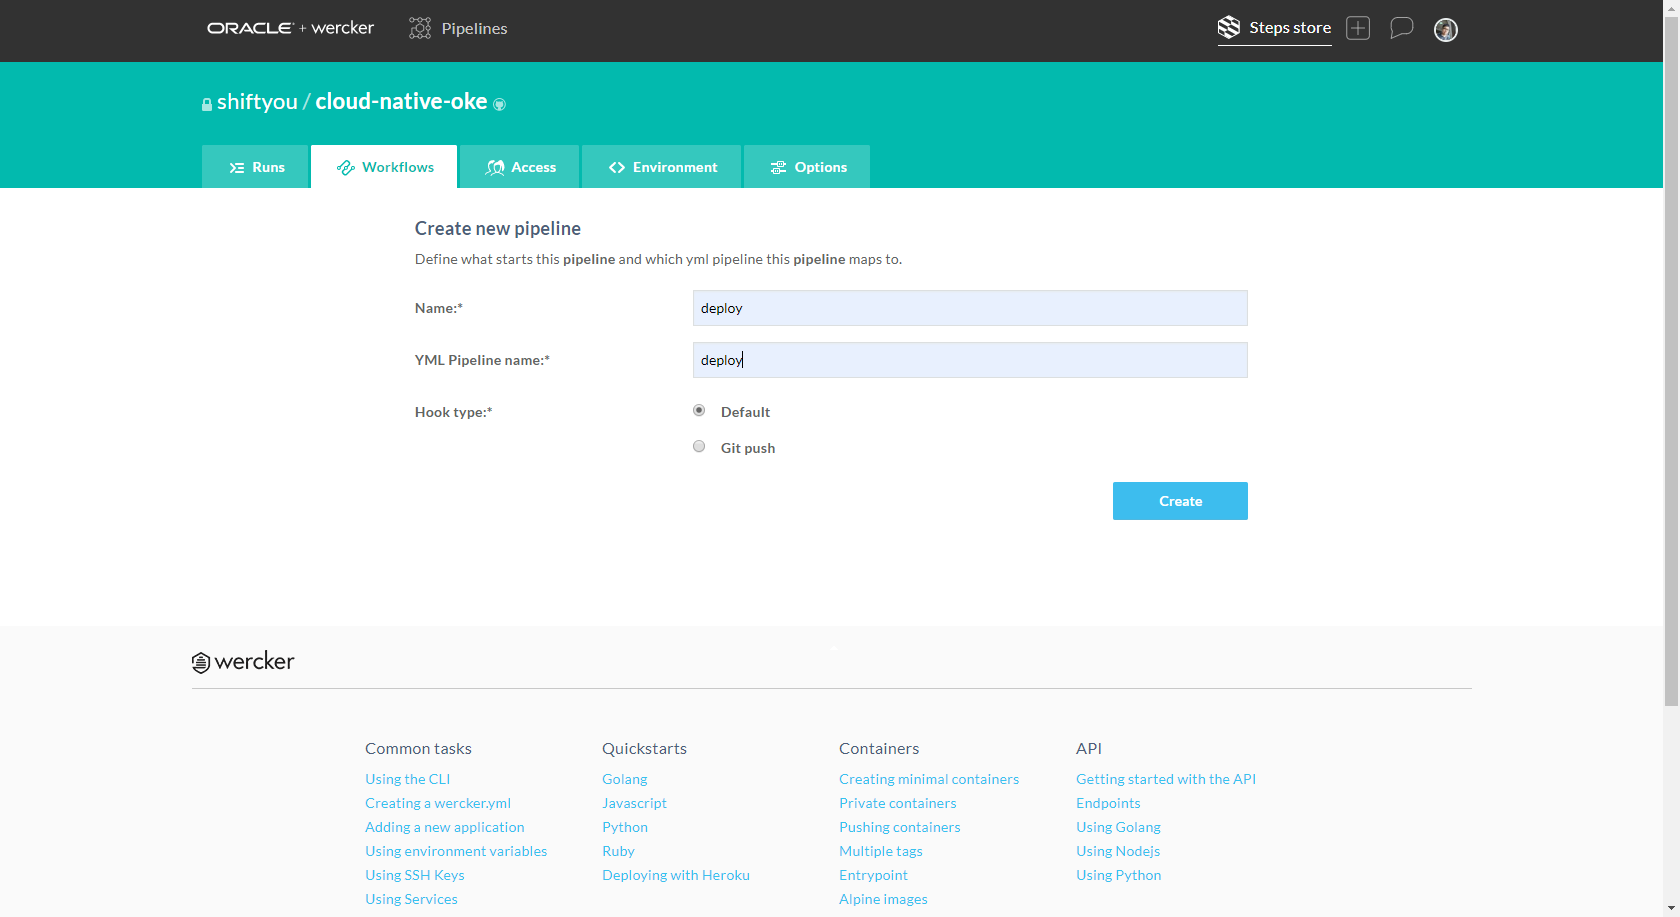 ORACLE + wercker Pipelines Steps store
shiftyou / cloud-native-oke
Runs Workflows Access Environment Options
Create new pipeline
Define what starts this pipeline and which yml pipeline this pipeline maps to.
Name:* deploy
YML Pipeline name:* deploy
Hook type:* Default
Git push
Create
wercker
Common tasks Quickstarts Containers API
Using the CLI Golang Creating minimal containers Getting started with the API
Creating a wercker.yml Javascript Private containers Endpoints
Adding a new application Python Pushing containers Using Golang
Using environment variables Ruby Multiple tags Using Nodejs
Using SSH Keys Deploying with Heroku Entrypoint Using Python
Using Services Alpine images